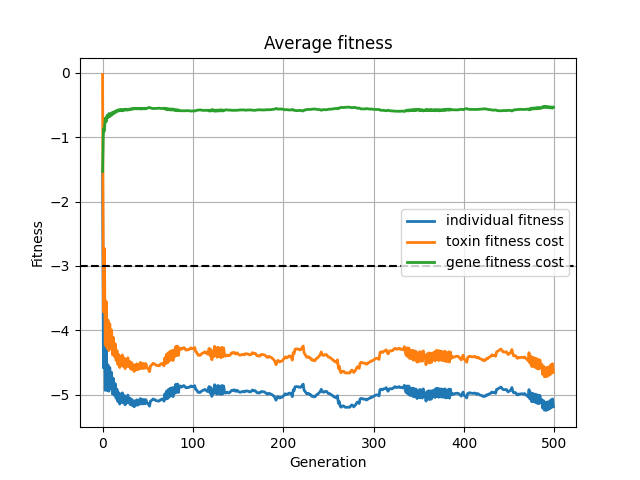 Average fitness
0
−1
−2
−3
−4
−5
Fitness
individual fitness
toxin fitness cost
gene fitness cost
0 100 200 300 400 500
Generation